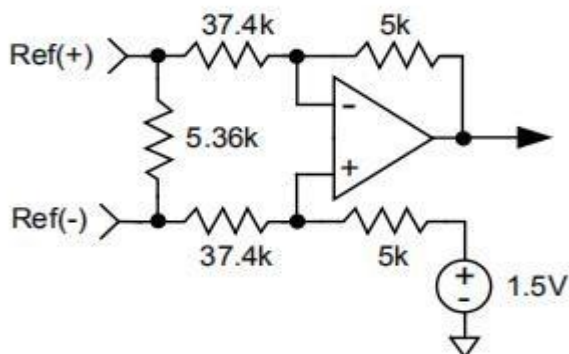 37.4k 5k
Ref(+)
-
5.36k
+
Ref(-)
37.4k 5k
+
-
1.5V